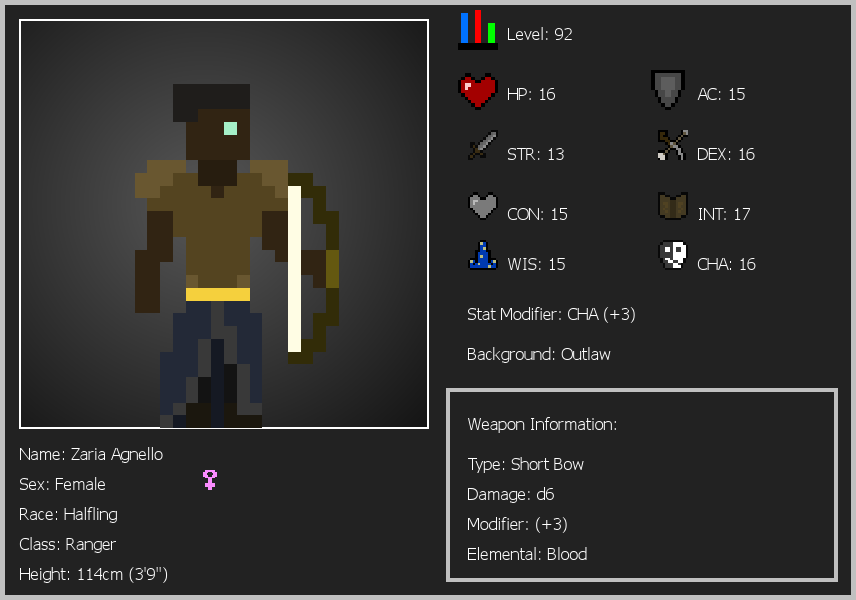 Level: 92
HP: 16
AC: 15
STR: 13
DEX: 16
CON: 15
INT: 17
WIS: 15
CHA: 16
Stat Modifier: CHA (+3)
Background: Outlaw
Weapon Information:
Type: Short Bow
Damage: d6
Modifier: (+3)
Elemental: Blood
Name: Zaria Agnello
Sex: Female
Race: Halfling
Class: Ranger
Height: 114cm (3'9")